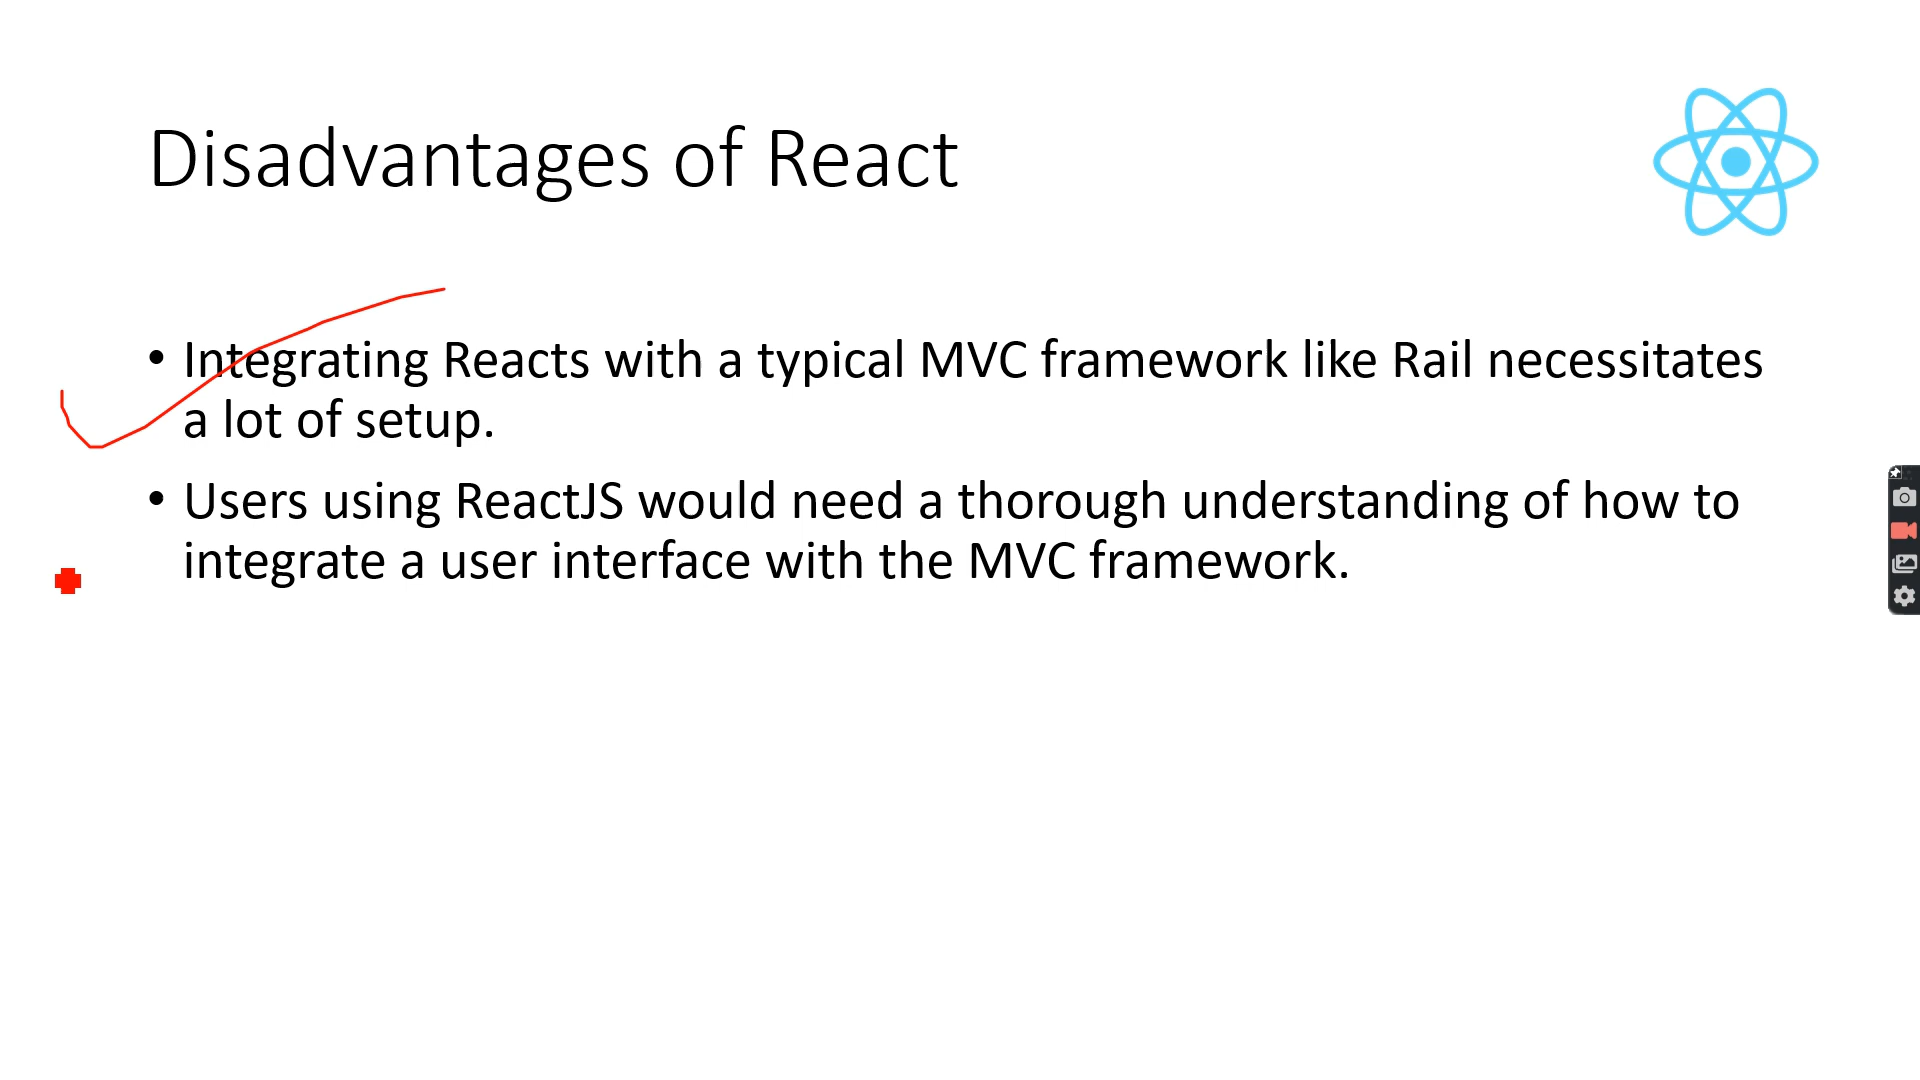 Disadvantages of React
• Integrating Reacts with a typical MVC framework like Rail necessitates
a lot of setup.
• Users using ReactJS would need a thorough understanding of how to
integrate a user interface with the MVC framework.